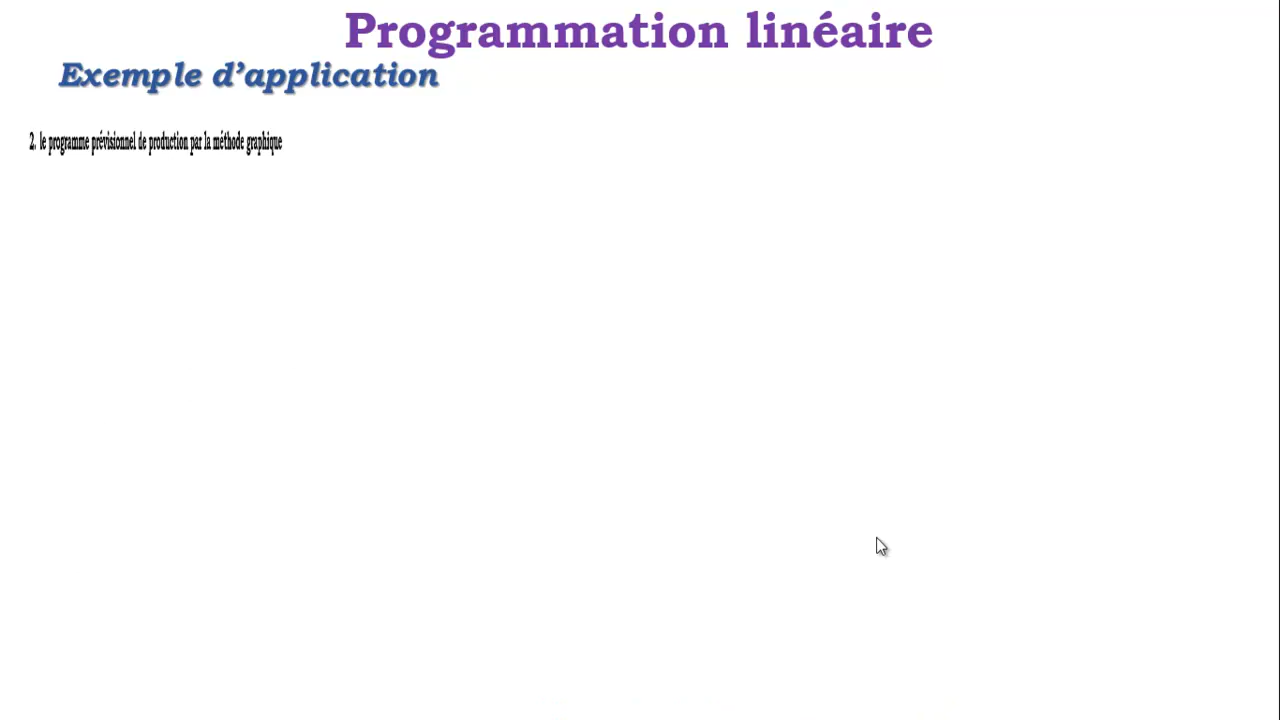 Programmation linéaire
Exemple d’application
2. le programme prévisionnel de production par la méthode graphique